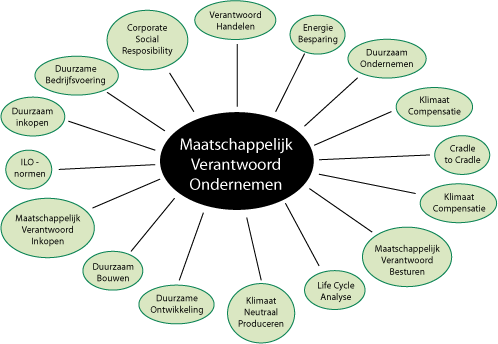 Maatschappelijk
Verantwoord
Ondernemen
Verantwoord
Handelen
Energie
Besparing
Duurzaam
Ondernemen
Klimaat
Compensatie
Cradle
to Cradle
Klimaat
Compensatie
Maatschappelijk
Verantwoord
Besturen
Life Cycle
Analyse
Klimaat
Neutraal
Produceren
Duurzame
Ontwikkeling
Duurzaam
Bouwen
Maatschappelijk
Verantwoord
Inkopen
ILO -
normen
Duurzaam
inkopen
Duurzame
Bedrijfsvoering
Corporate
Social
Resposibility